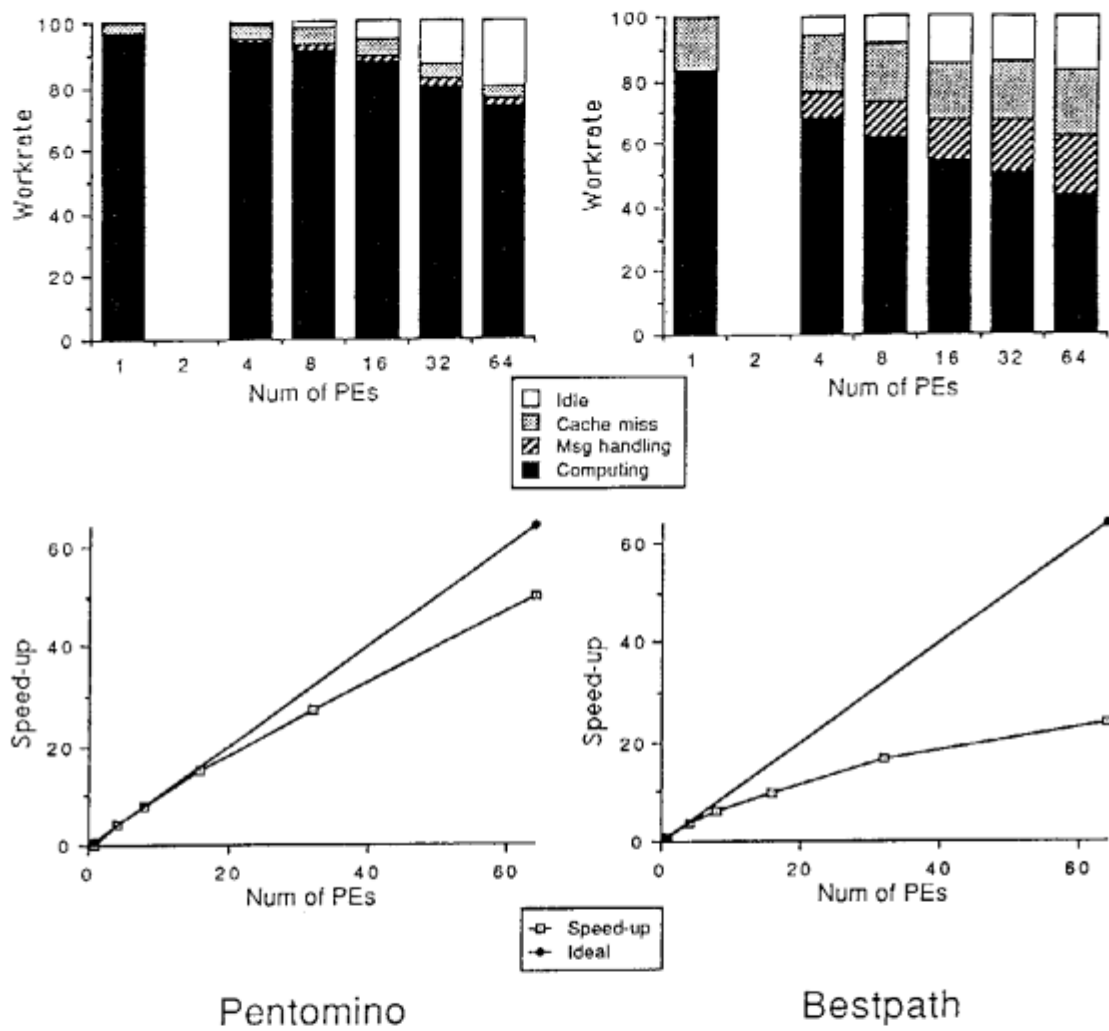 Workrate
100
80
60
40
20
0
1 2 4 8 16 32 64
Num of PEs
Workrate
100
80
60
40
20
0
1 2 4 8 16 32 64
Num of PEs
Idle
Cache miss
Msg handling
Computing
Speed-up
60
40
20
0
0 20 40 60
Num of PEs
Speed-up
60
40
20
0
0 20 40 60
Num of PEs
Speed-up
Ideal
Pentomino
Bestpath